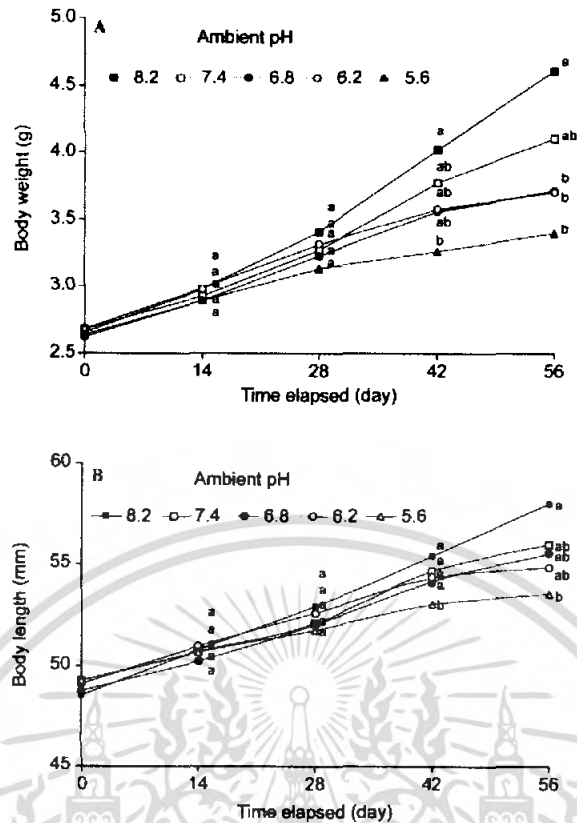 A
5.0
Ambient pH
8.2 7.4 6.8 6.2 5.6
a
4.5
a
ab
4.0
ab
Body weight (g)
ab
b
a
b
3.5
a
a
ab
b
a
a
b
3.0
a
a
a
a
2.5
0 14 28 42 56
Time elapsed (day)
60
B
Ambient pH
8.2 7.4 6.8 6.2 5.6
a
a
ab
55
a
a
ab
a
a
ab
Body length (mm)
a
a
a
b
b
a
a
a
50
a
a
45
0 14 28 42 56
Time elapsed (day)